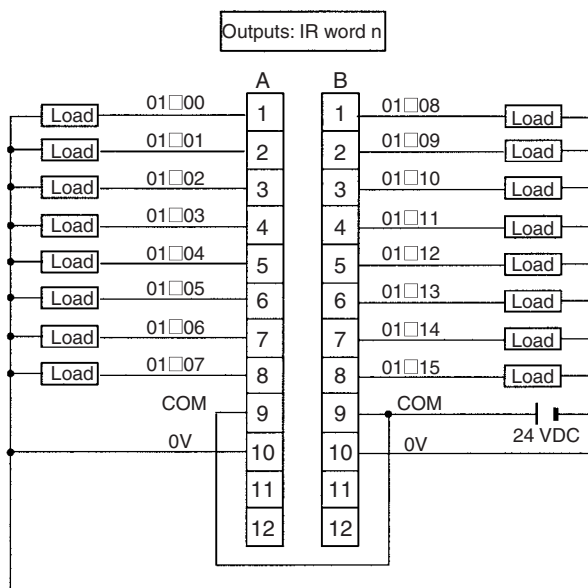 Outputs: IR word n
A B
Load 01□00 1 1 01□08 Load
Load 01□01 2 2 01□09 Load
Load 01□02 3 3 01□10 Load
Load 01□03 4 4 01□11 Load
Load 01□04 5 5 01□12 Load
Load 01□05 6 6 01□13 Load
Load 01□06 7 7 01□14 Load
Load 01□07 8 8 01□15 Load
COM 9 9 COM
24 VDC
0V 10 10 0V
11 11
12 12